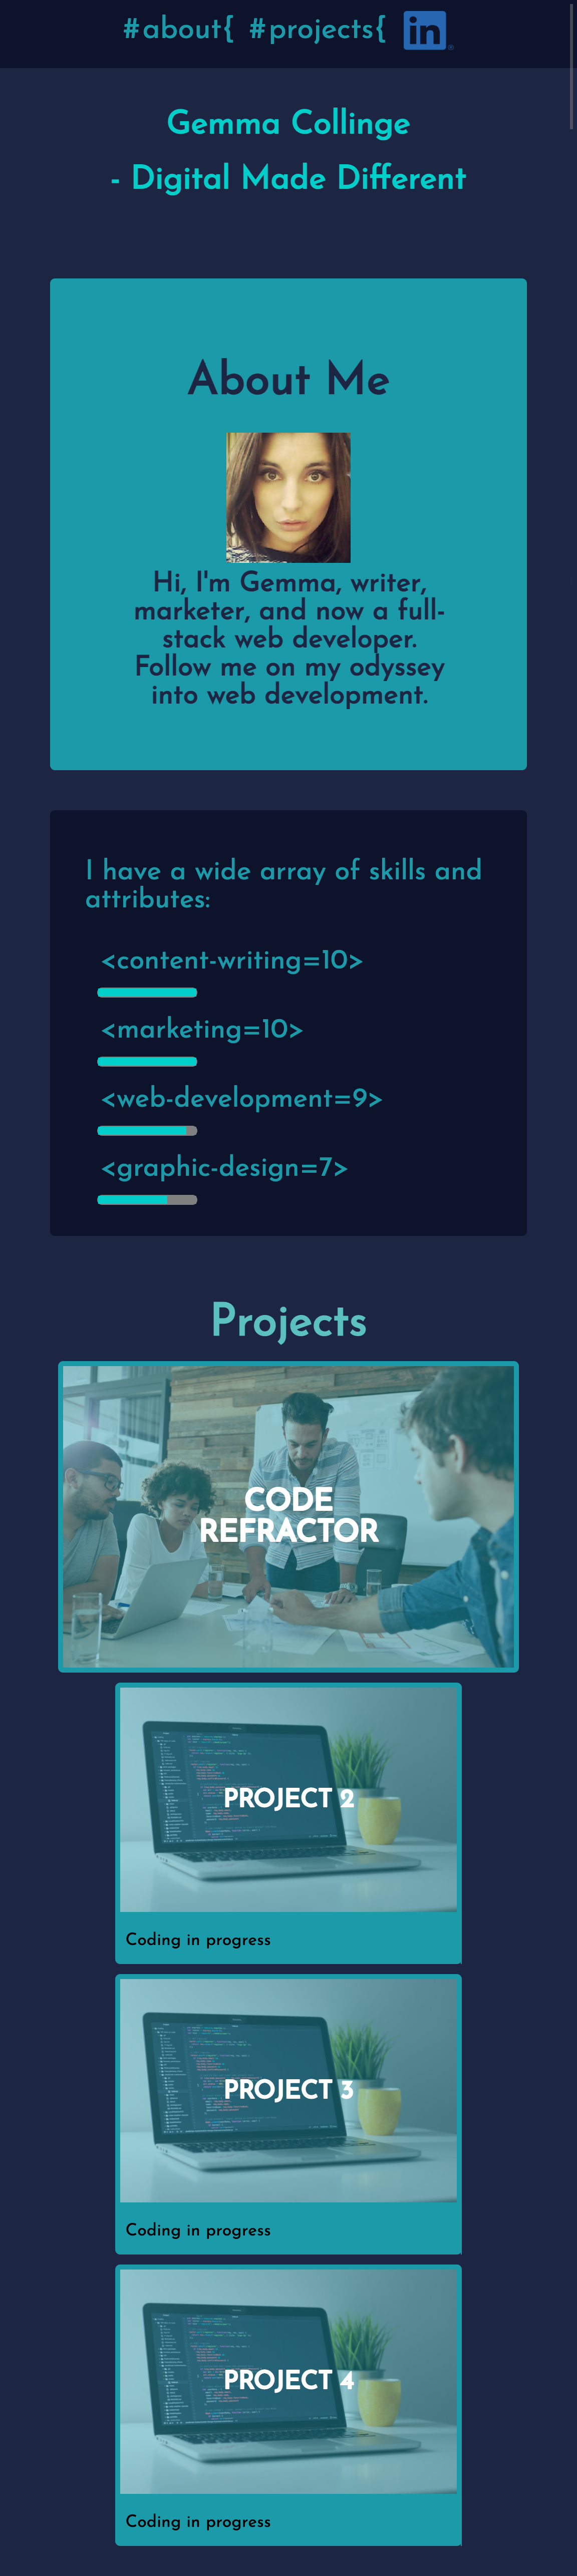 #about{ #projects{ in
Gemma Collinge
- Digital Made Different
About Me
Hi, I'm Gemma, writer,
marketer, and now a full-
stack web developer.
Follow me on my odyssey
into web development.
I have a wide array of skills and
attributes:
<content-writing=10>
<marketing=10>
<web-development=9>
<graphic-design=7>
Projects
CODE
REFRACTOR
PROJECT 2
Coding in progress
PROJECT 3
Coding in progress
PROJECT 4
Coding in progress